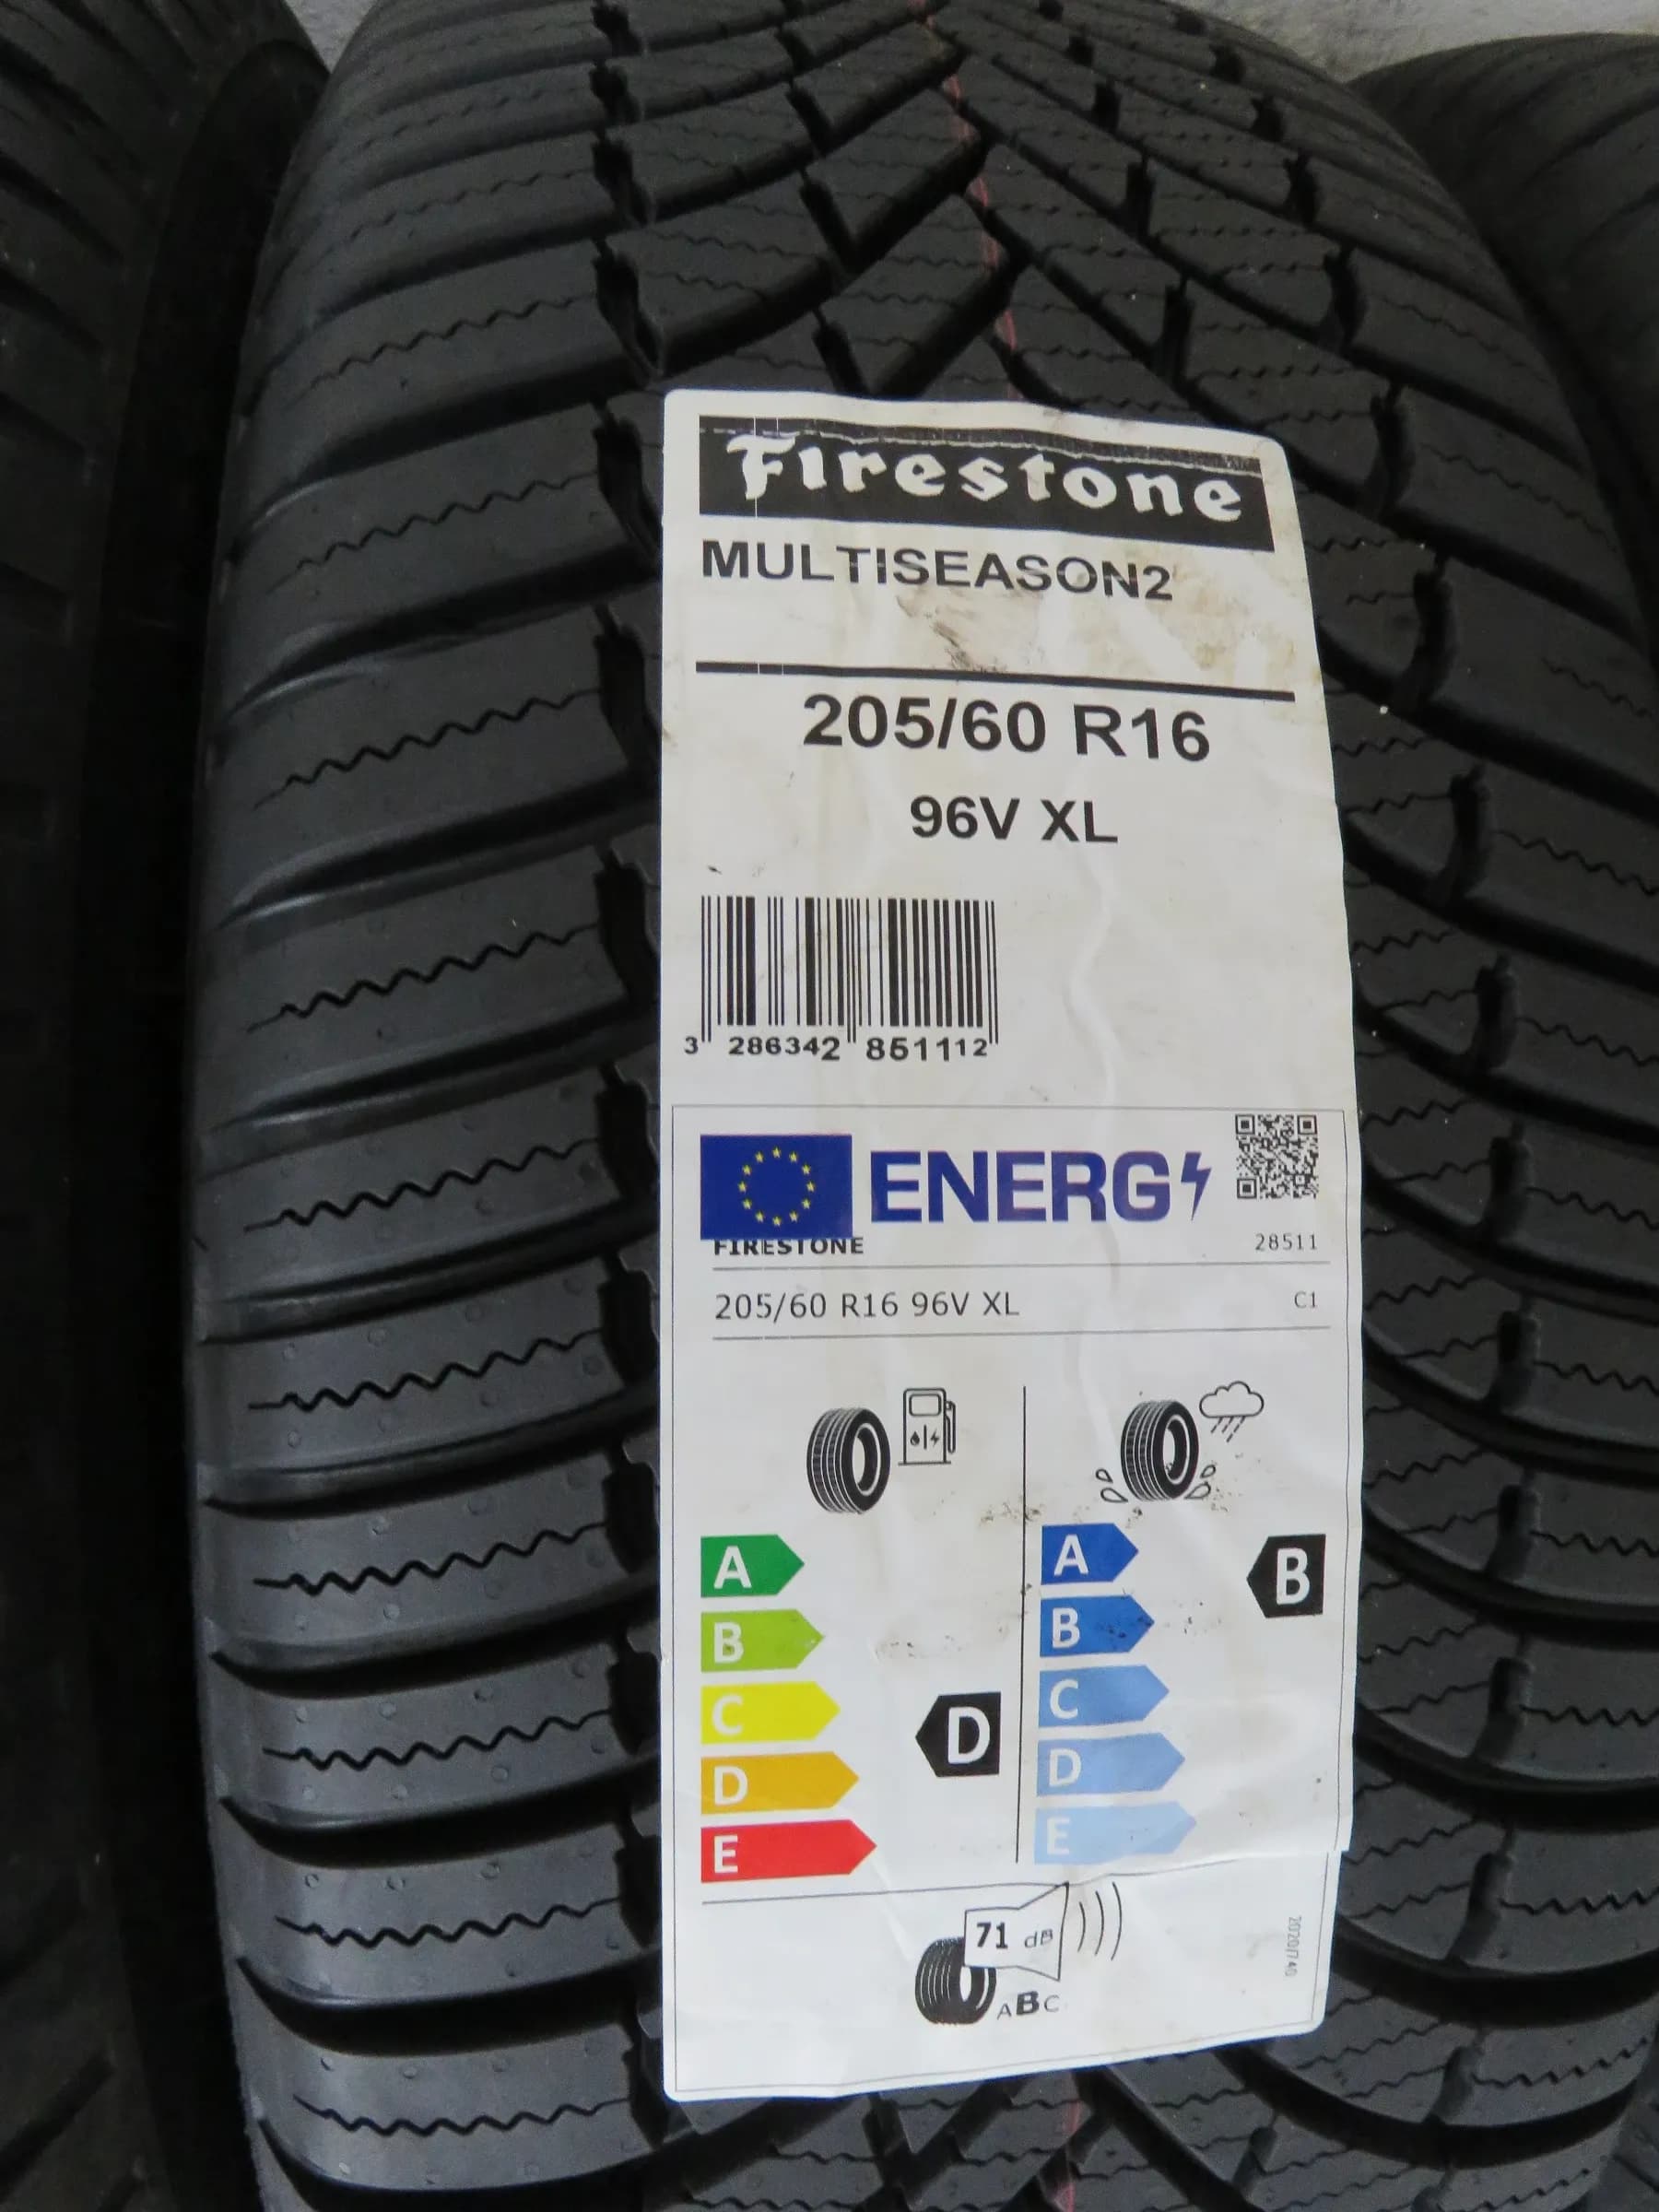 Firestone
MULTISEASON2
205/60 R16
96V XL
3 286342 851112
ENERG
FIRESTONE 28511
205/60 R16 96V XL C1
A A B
B B
C C
D D D
E E
71 dB
ABC
2020/740